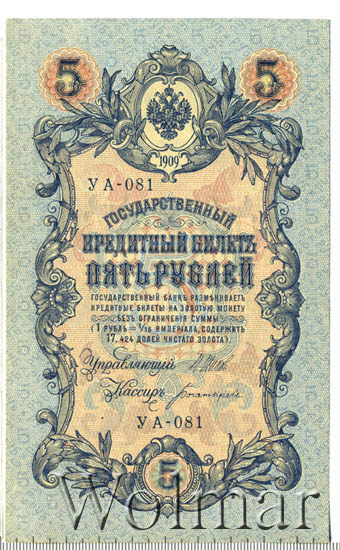 5 5
1909
УА-081
ГОСУДАРСТВЕННЫЙ
КРЕДИТНЫЙ БИЛЕТЪ
ПЯТЬ РУБЛЕЙ
ГОСУДАРСТВЕННЫЙ БАНКЪ РАЗМѢНИВАЕТЪ
КРЕДИТНЫЕ БИЛЕТЫ НА ЗОЛОТУЮ МОНЕТУ
БЕЗЪ ОГРАНИЧЕНІЯ СУММЫ
(1 РУБЛЬ = 1/15 ИМПЕРІАЛА, СОДЕРЖИТЪ
17,424 ДОЛЕЙ ЧИСТАГО ЗОЛОТА).
Управляющій
Кассиръ
УА-081
5
Wolmar